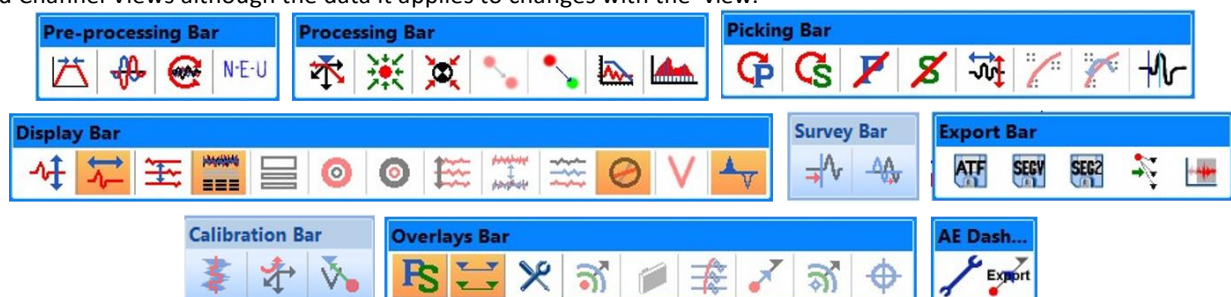 d Channel views although the data it applies to changes with the view.
Pre-processing Bar
Processing Bar
Picking Bar
N-E-U
P S P S
Display Bar
Survey Bar
Export Bar
ATF SEGY SEG2
Calibration Bar
Overlays Bar
AE Dash...
PS
Export